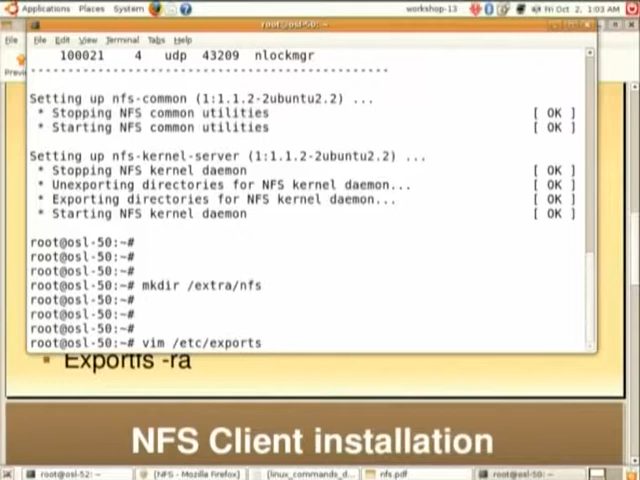 Applications Places System
workshop-13
Fri Oct 2, 1:03 AM
root@osl-50: ~
File Edit View Terminal Tabs Help
100021 4 udp 43209 nlockmgr
-------------------------------------------------
Setting up nfs-common (1:1.1.2-2ubuntu2.2) ...
* Stopping NFS common utilities [ OK ]
* Starting NFS common utilities [ OK ]
Setting up nfs-kernel-server (1:1.1.2-2ubuntu2.2) ...
* Stopping NFS kernel daemon [ OK ]
* Unexporting directories for NFS kernel daemon... [ OK ]
* Exporting directories for NFS kernel daemon... [ OK ]
* Starting NFS kernel daemon [ OK ]
root@osl-50:~#
root@osl-50:~#
root@osl-50:~#
root@osl-50:~# mkdir /extra/nfs
root@osl-50:~#
root@osl-50:~#
root@osl-50:~#
root@osl-50:~# vim /etc/exports
Exportfs -ra
NFS Client installation
root@osl-52: ~ [NFS - Mozilla Firefox] [linux_commands_d... nfs.pdf root@osl-50: ~